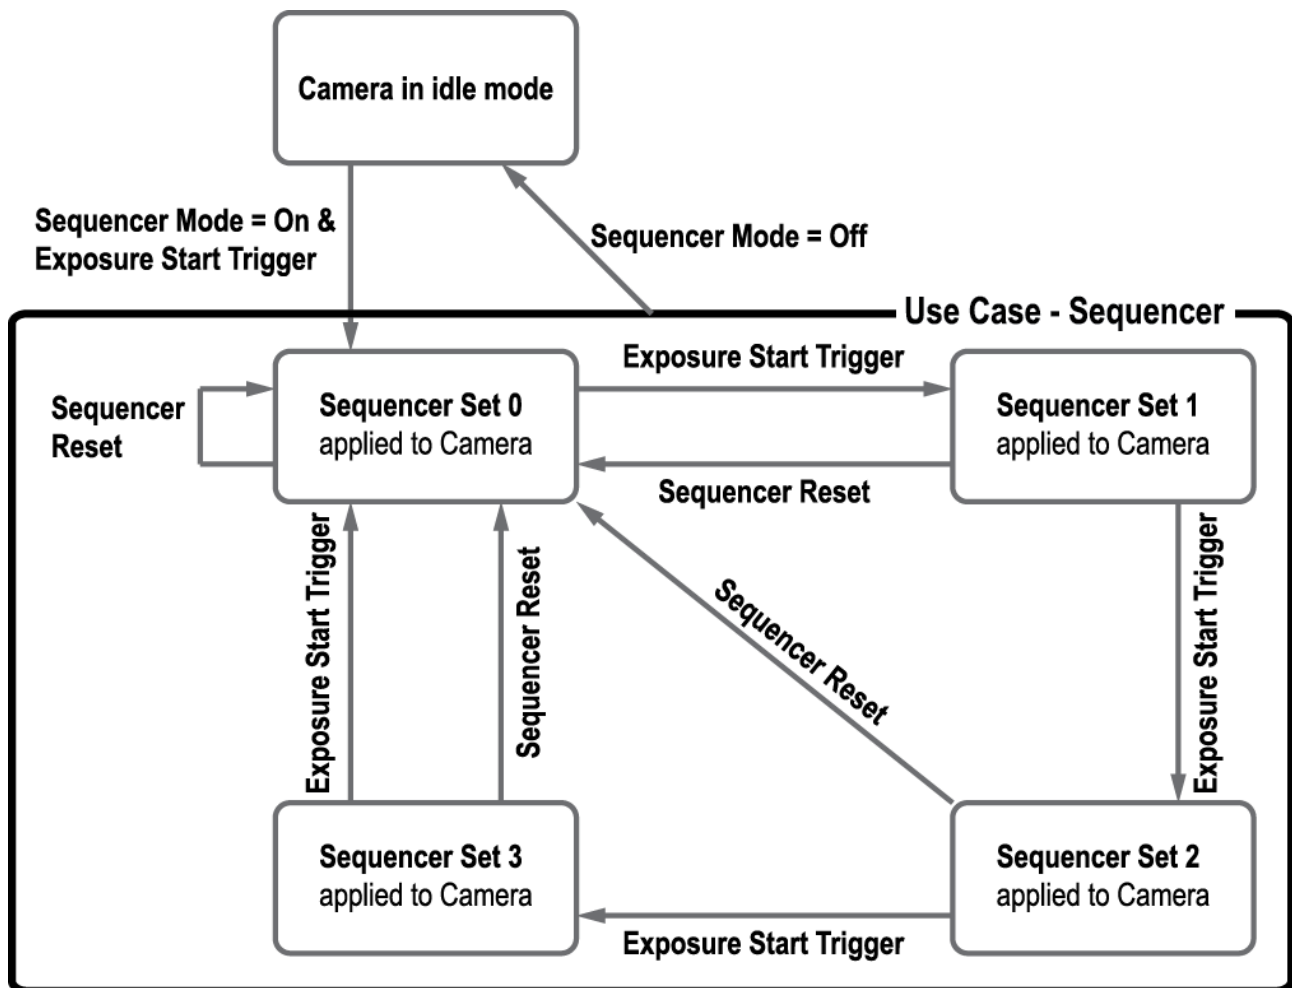 Camera in idle mode
Sequencer Mode = On &
Exposure Start Trigger
Sequencer Mode = Off
Use Case - Sequencer
Exposure Start Trigger
Sequencer
Reset
Sequencer Set 0
applied to Camera
Sequencer Set 1
applied to Camera
Sequencer Reset
Exposure Start Trigger
Sequencer Reset
Sequencer Reset
Exposure Start Trigger
Sequencer Set 3
applied to Camera
Sequencer Set 2
applied to Camera
Exposure Start Trigger